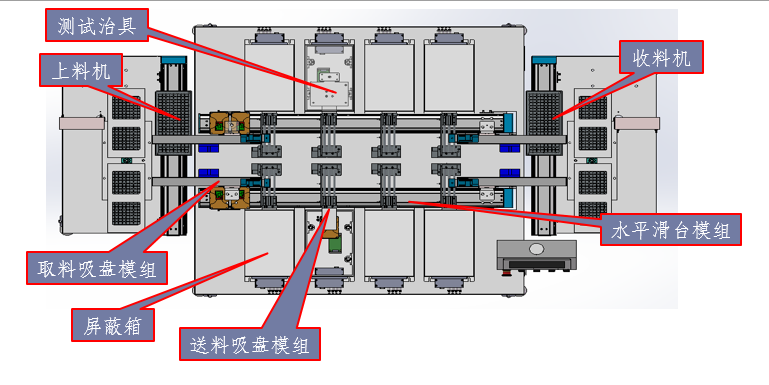 测试治具
上料机
收料机
水平滑台模组
取料吸盘模组
屏蔽箱
送料吸盘模组